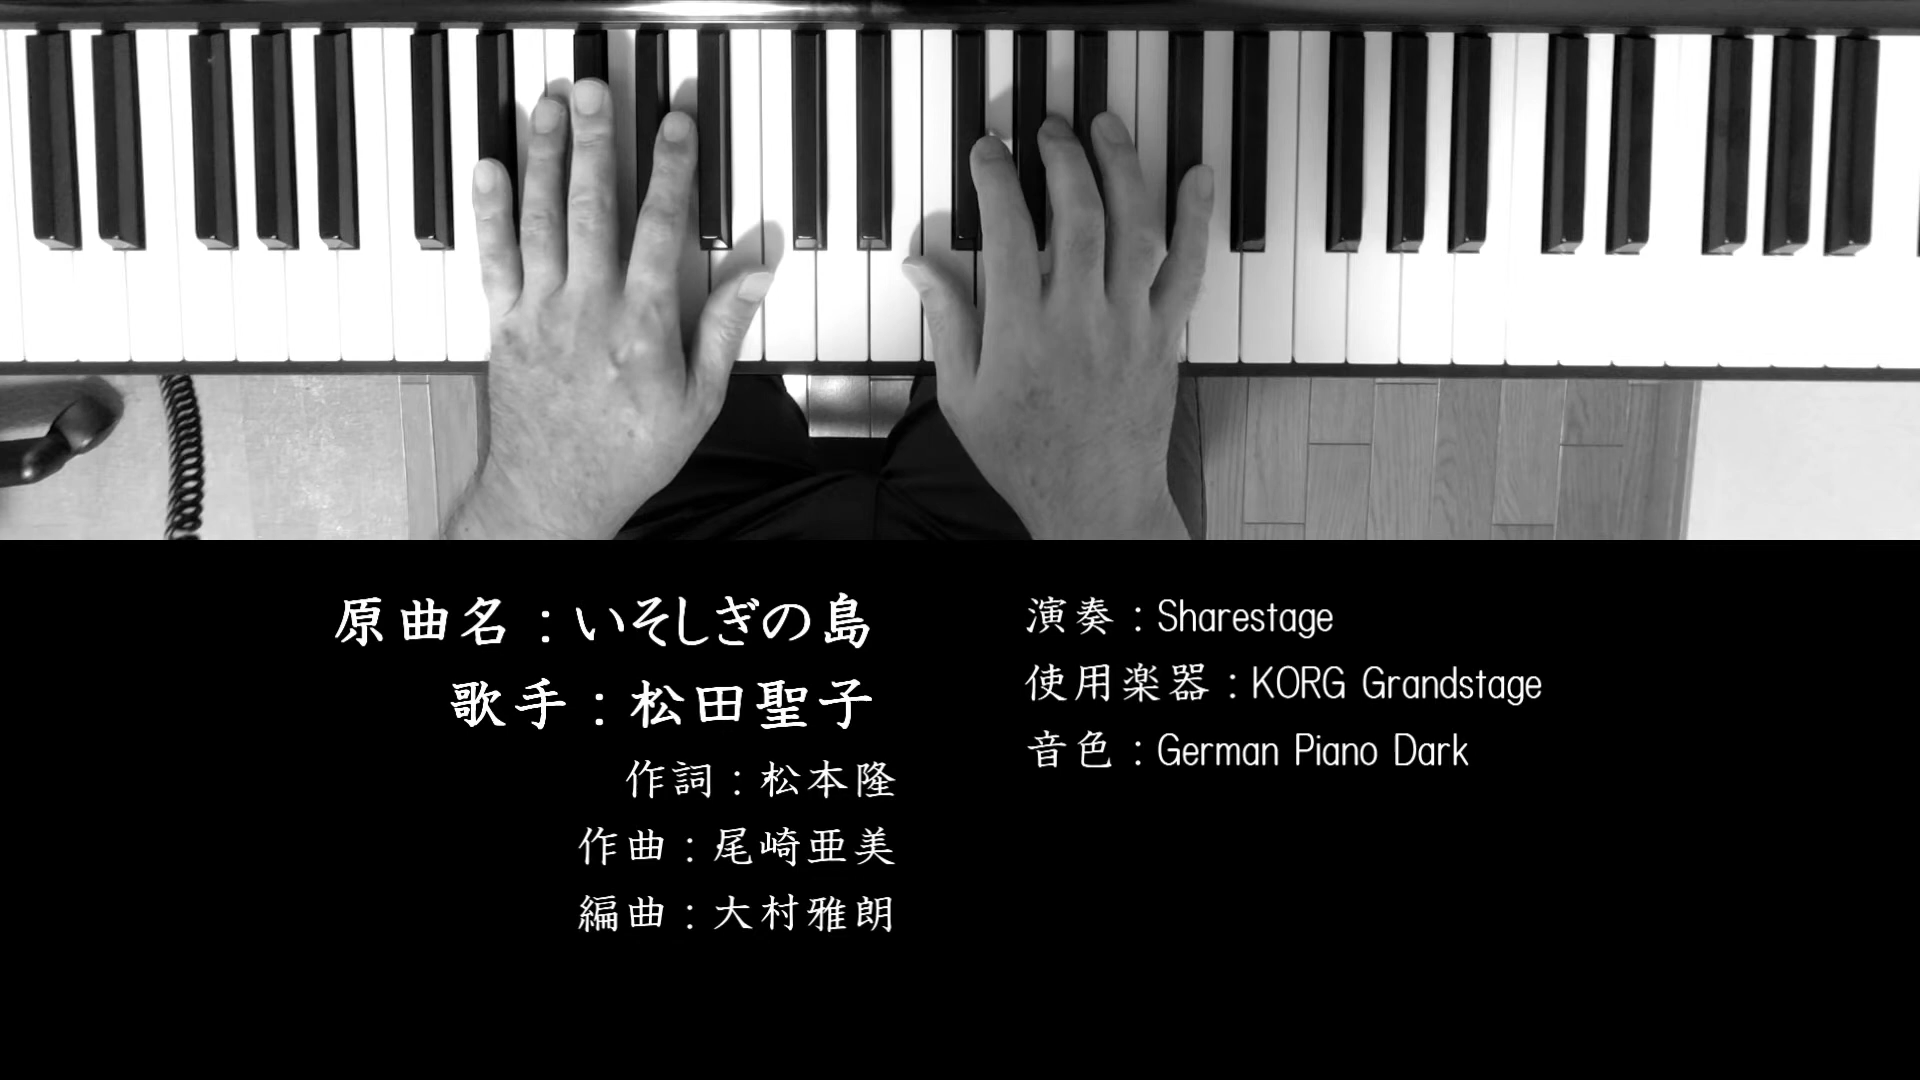 原曲名：いそしぎの島
歌手：松田聖子
作詞：松本隆
作曲：尾崎亜美
編曲：大村雅朗
演奏：Sharestage
使用楽器：KORG Grandstage
音色：German Piano Dark